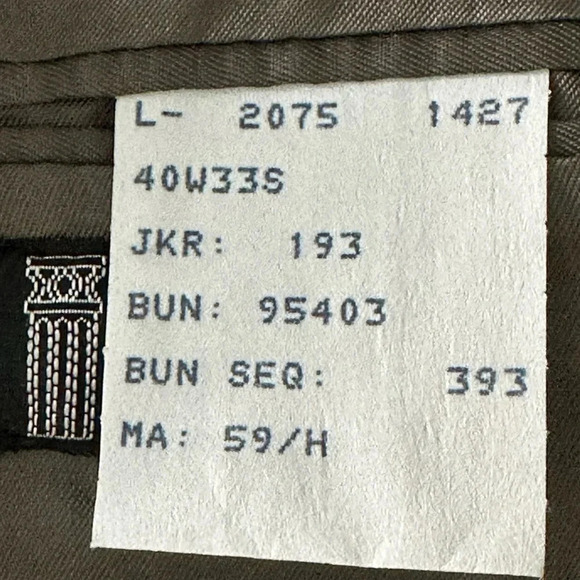 L- 2075 1427
40W33S
JKR: 193
BUN: 95403
BUN SEQ: 393
MA: 59/H